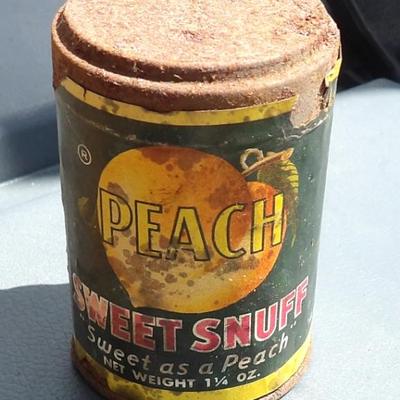 ®
PEACH
SWEET SNUFF
"Sweet as a Peach"
NET WEIGHT 1¼ OZ.